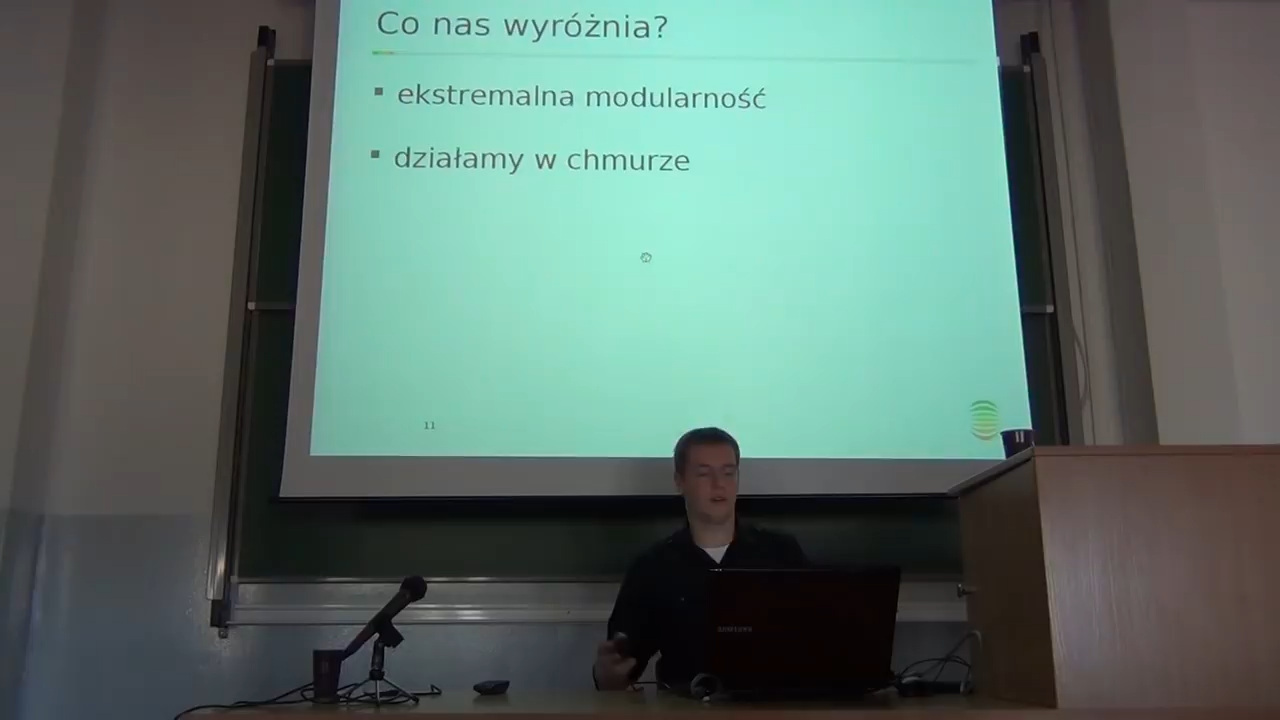 Co nas wyróżnia?
ekstremalna modularność
działamy w chmurze
11
SAMSUNG